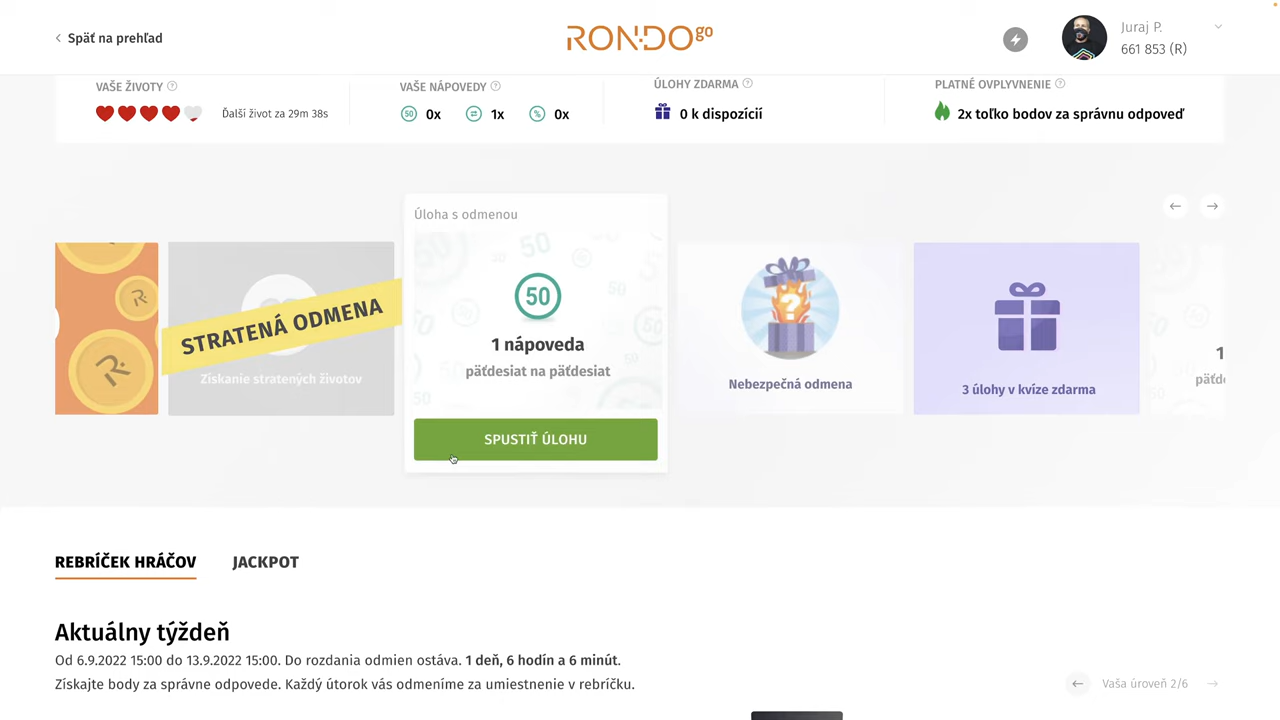 Späť na prehľad
RONDO go
Juraj P.
661 853 (R)
VAŠE ŽIVOTY
Ďalší život za 29m 38s
VAŠE NÁPOVEDY
50 0x
1x
% 0x
ÚLOHY ZDARMA
0 k dispozícií
PLATNÉ OVPLYVNENIE
2x toľko bodov za správnu odpoveď
STRATENÁ ODMENA
Získanie stratených životov
Úloha s odmenou
50
1 nápoveda
päťdesiat na päťdesiat
SPUSTIŤ ÚLOHU
?
Nebezpečná odmena
3 úlohy v kvíze zdarma
1
päťde
REBRÍČEK HRÁČOV
JACKPOT
Aktuálny týždeň
Od 6.9.2022 15:00 do 13.9.2022 15:00. Do rozdania odmien ostáva. 1 deň, 6 hodín a 6 minút.
Získajte body za správne odpovede. Každý útorok vás odmeníme za umiestnenie v rebríčku.
Vaša úroveň 2/6